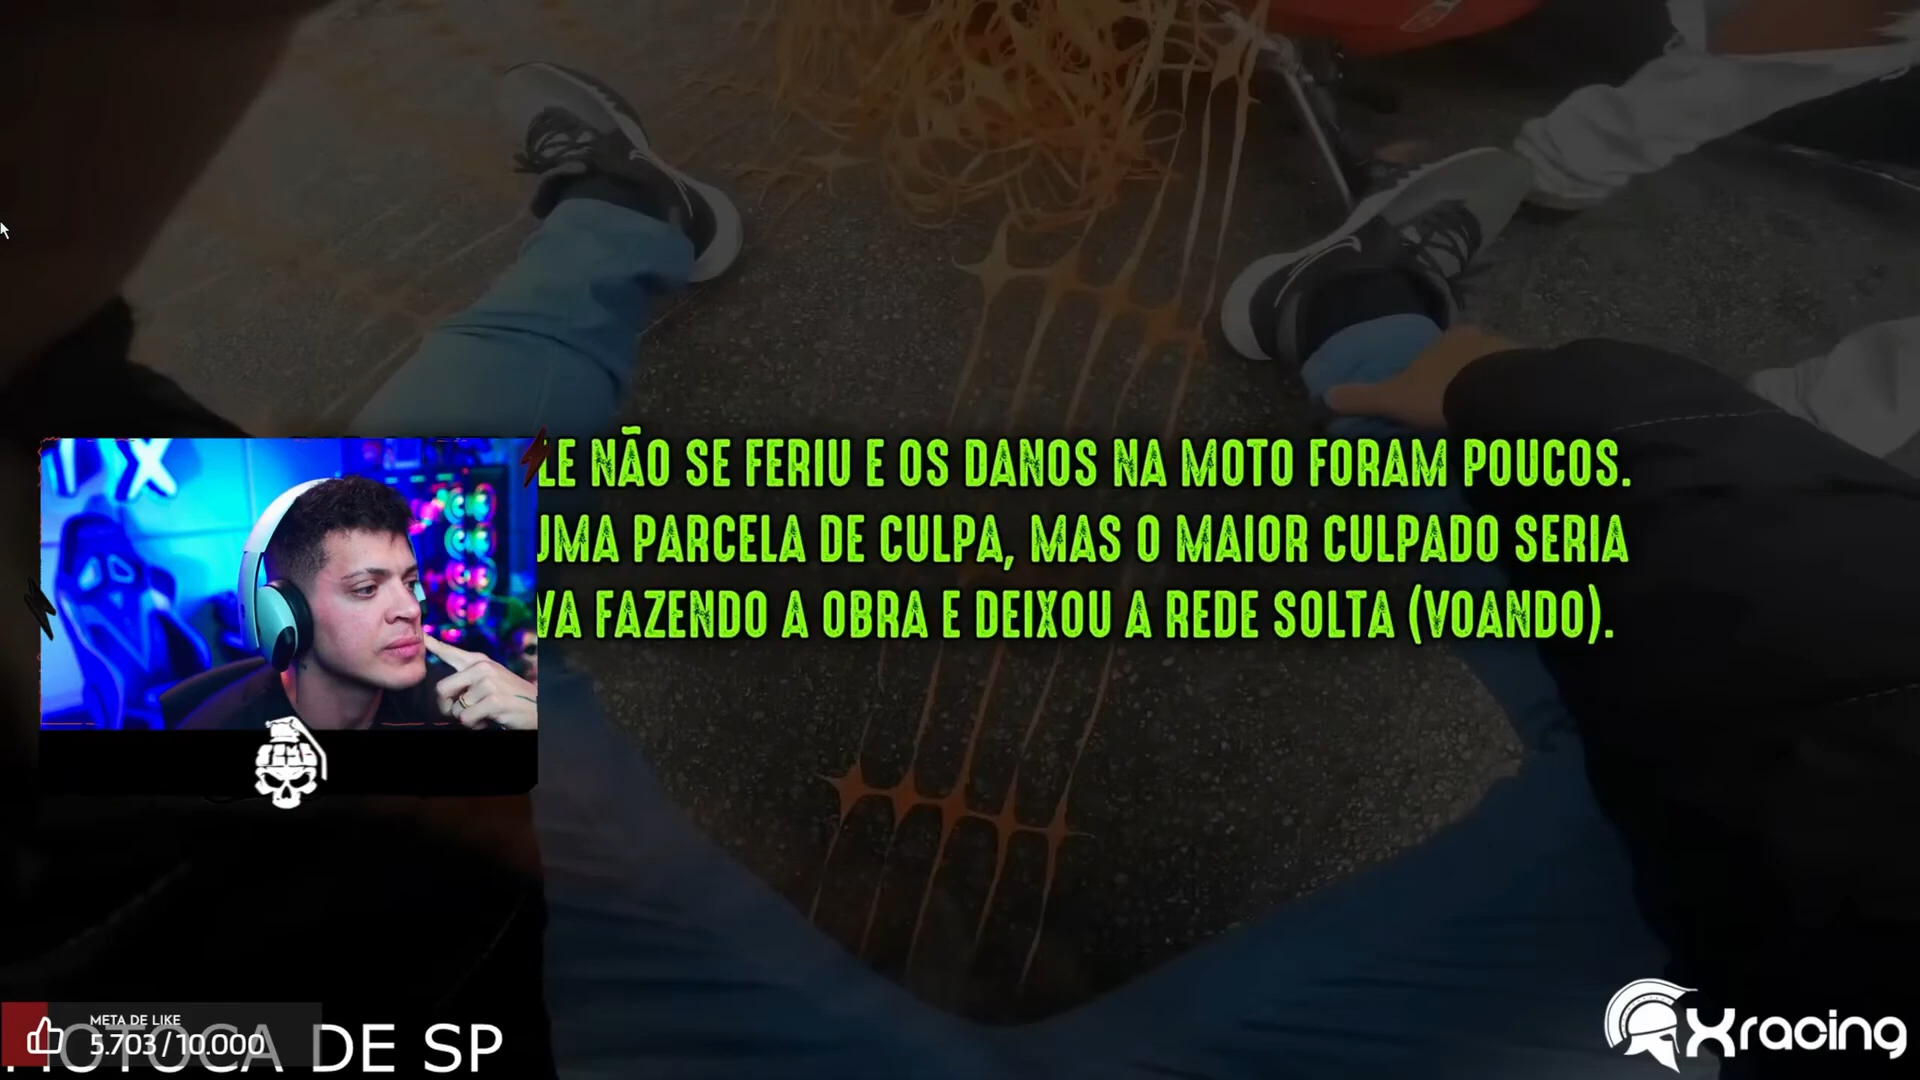 LE NÃO SE FERIU E OS DANOS NA MOTO FORAM POUCOS.
UMA PARCELA DE CULPA, MAS O MAIOR CULPADO SERIA
VA FAZENDO A OBRA E DEIXOU A REDE SOLTA (VOANDO).
META DE LIKE
5.703/10.000
MOTOCA DE SP
Xracing